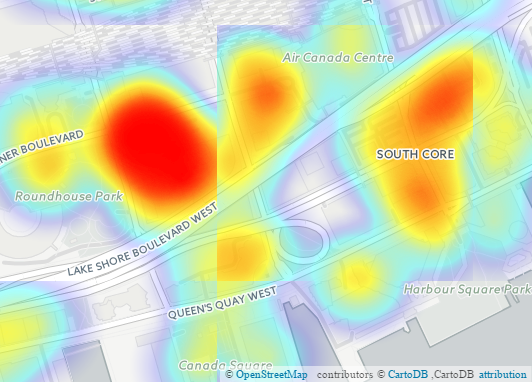 Air Canada Centre
NER BOULEVARD
SOUTH CORE
Roundhouse Park
LAKE SHORE BOULEVARD WEST
QUEEN'S QUAY WEST
Harbour Square Park
Canada Square
© OpenStreetMap contributors © CartoDB ,CartoDB attribution